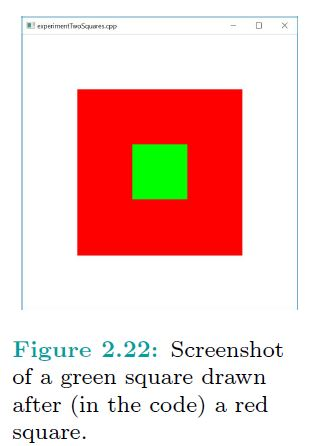 experimentTwoSquares.cpp
Figure 2.22: Screenshot
of a green square drawn
after (in the code) a red
square.